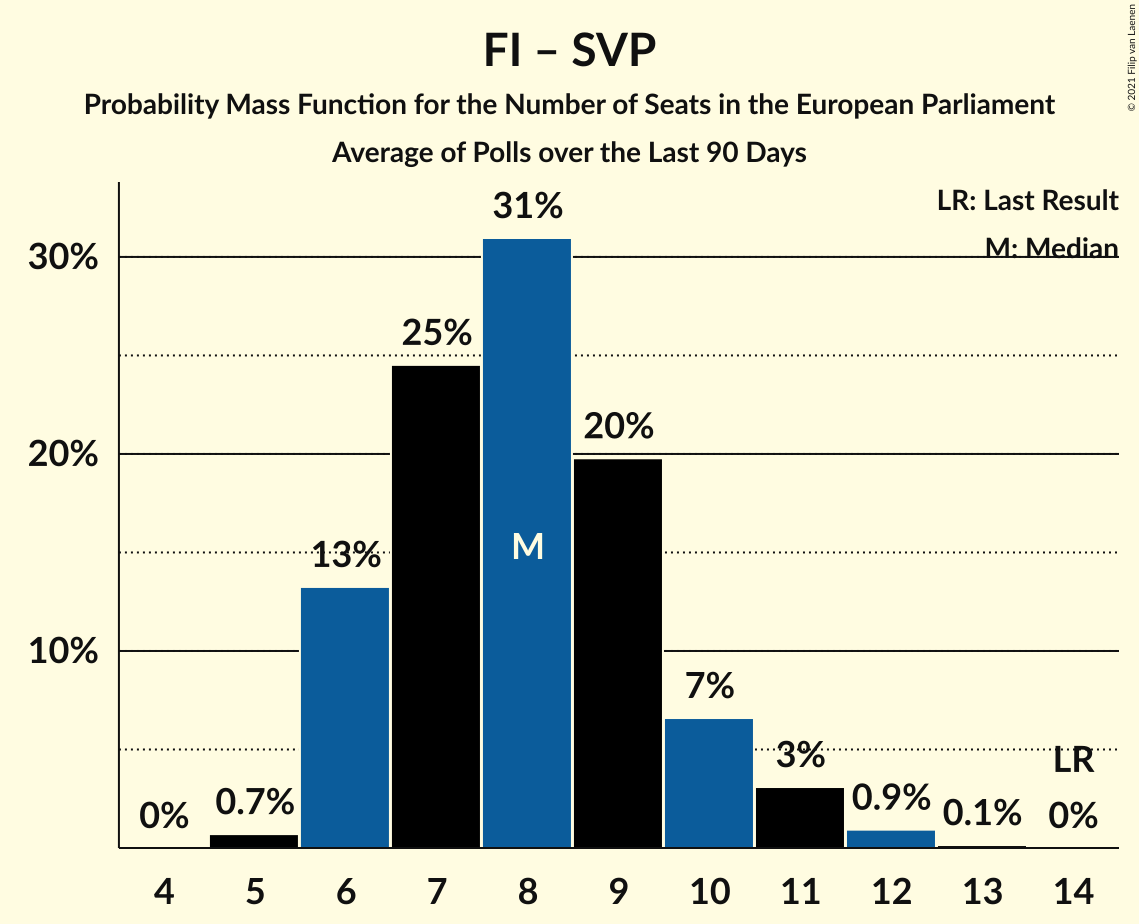 FI – SVP
Probability Mass Function for the Number of Seats in the European Parliament
Average of Polls over the Last 90 Days
© 2021 Filip van Laenen
LR: Last Result
M: Median
31%
30%
25%
20%
20%
13%
M
10%
7%
3%
LR
0%
0.7%
0.9%
0.1%
0%
4 5 6 7 8 9 10 11 12 13 14